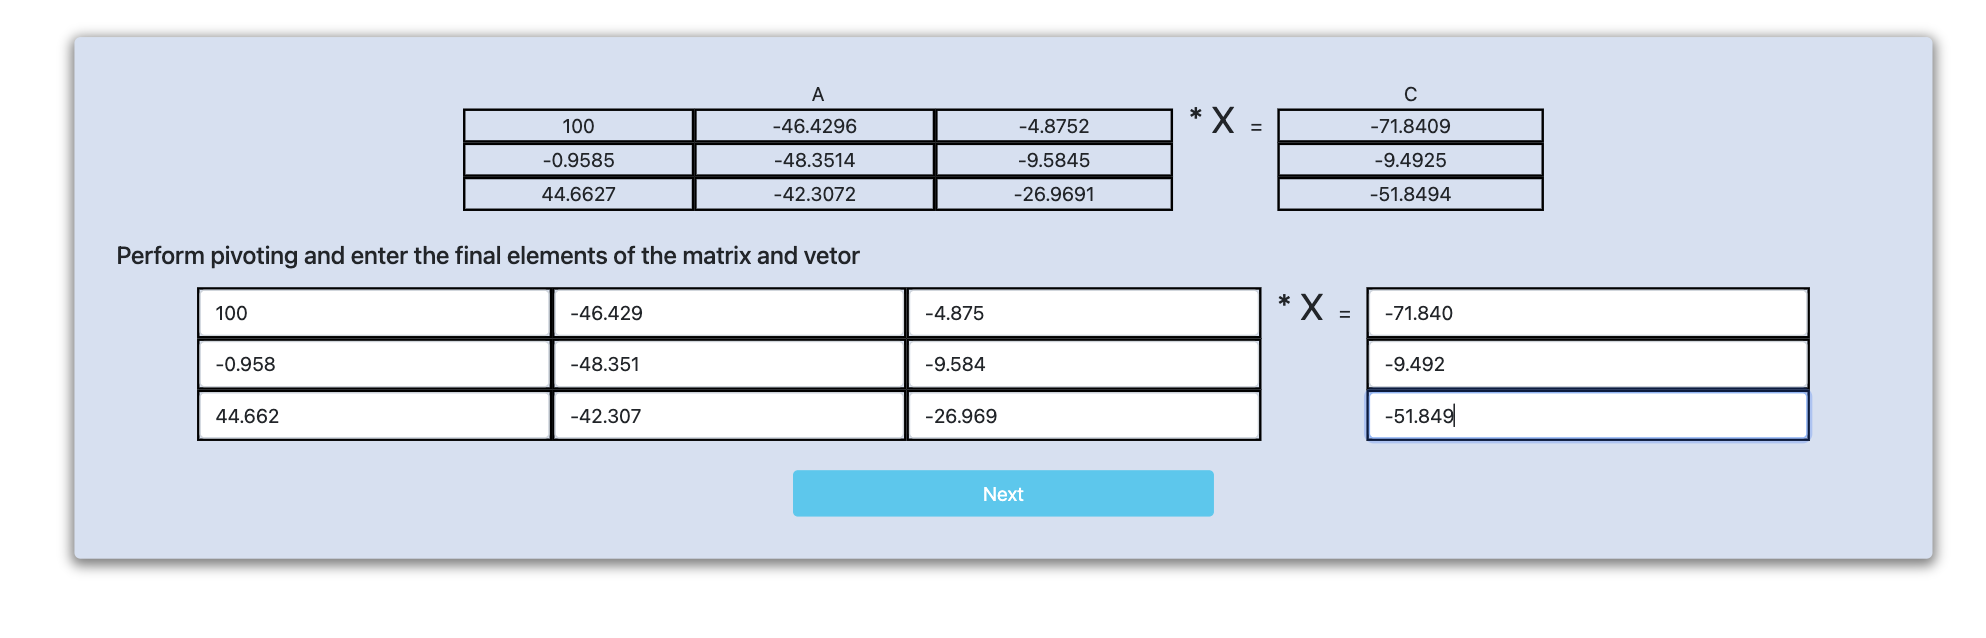 A C
100 -46.4296 -4.8752 * X = -71.8409
-0.9585 -48.3514 -9.5845 -9.4925
44.6627 -42.3072 -26.9691 -51.8494
Perform pivoting and enter the final elements of the matrix and vetor
100 -46.429 -4.875 * X = -71.840
-0.958 -48.351 -9.584 -9.492
44.662 -42.307 -26.969 -51.849
Next